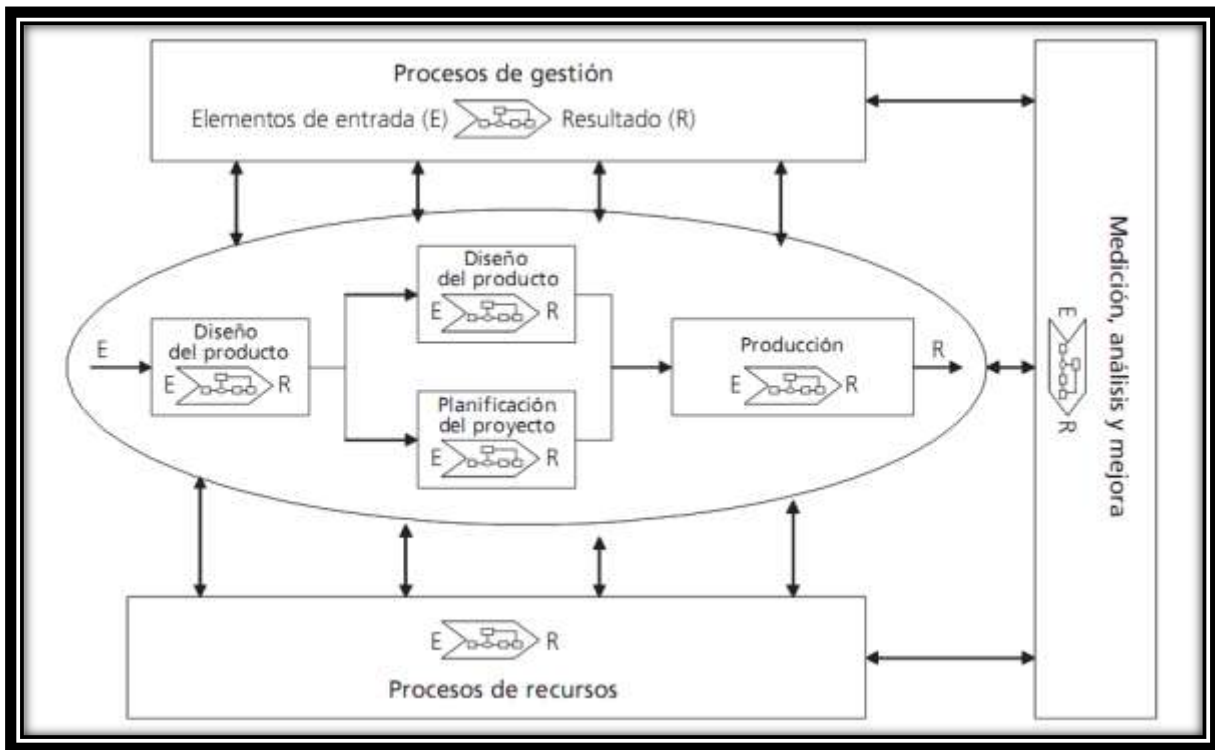 Procesos de gestión
Elementos de entrada (E) Resultado (R)
Diseño
del producto
E R
E
Diseño
del producto
E R
Planificación
del proyecto
E R
Producción
E R
R
E R
Procesos de recursos
Medición, análisis y mejora
E R